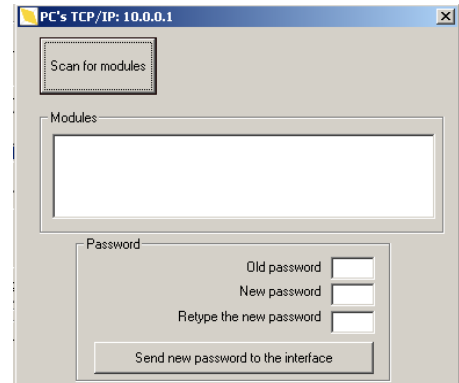 PC's TCP/IP: 10.0.0.1
Scan for modules
Modules
Password
Old password
New password
Retype the new password
Send new password to the interface